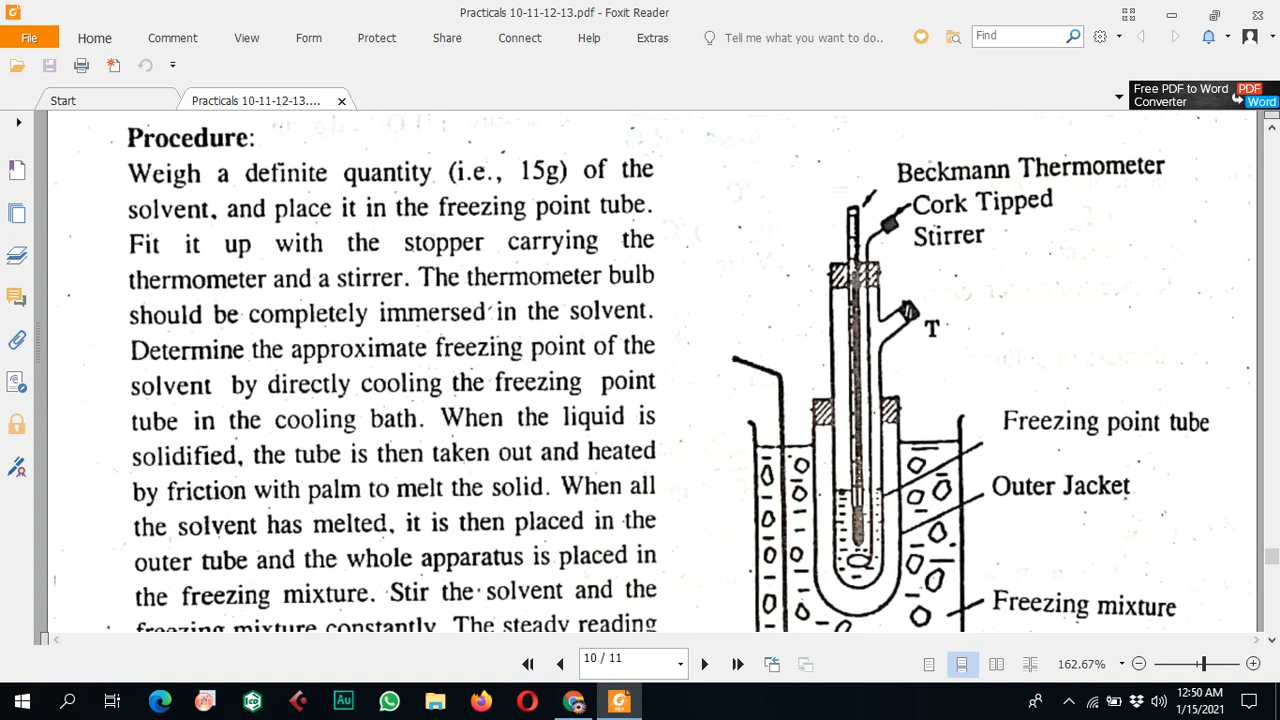 Practicals 10-11-12-13.pdf - Foxit Reader
File Home Comment View Form Protect Share Connect Help Extras Tell me what you want to do.. Find
Start Practicals 10-11-12-13....
Free PDF to Word PDF
Converter Word
Procedure:
Weigh a definite quantity (i.e., 15g) of the
solvent, and place it in the freezing point tube.
Fit it up with the stopper carrying the
thermometer and a stirrer. The thermometer bulb
should be completely immersed in the solvent.
Determine the approximate freezing point of the
solvent by directly cooling the freezing point
tube in the cooling bath. When the liquid is
solidified, the tube is then taken out and heated
by friction with palm to melt the solid. When all
the solvent has melted, it is then placed in the
outer tube and the whole apparatus is placed in
the freezing mixture. Stir the solvent and the
freezing mixture constantly. The steady reading
Beckmann Thermometer
Cork Tipped
Stirrer
T
Freezing point tube
Outer Jacket
Freezing mixture
10 / 11
162.67%
Au
12:50 AM
1/15/2021